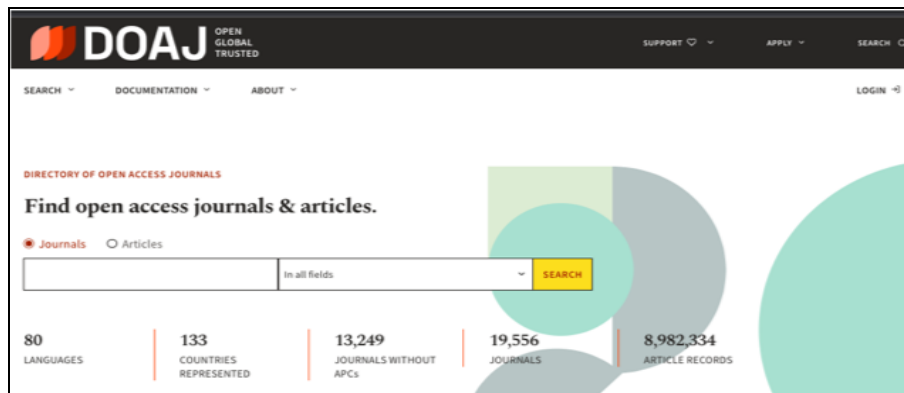 DOAJ
OPEN
GLOBAL
TRUSTED
SUPPORT
APPLY
SEARCH
SEARCH
DOCUMENTATION
ABOUT
LOGIN
DIRECTORY OF OPEN ACCESS JOURNALS
Find open access journals & articles.
Journals
Articles
In all fields
SEARCH
80
LANGUAGES
133
COUNTRIES
REPRESENTED
13,249
JOURNALS WITHOUT
APCs
19,556
JOURNALS
8,982,334
ARTICLE RECORDS